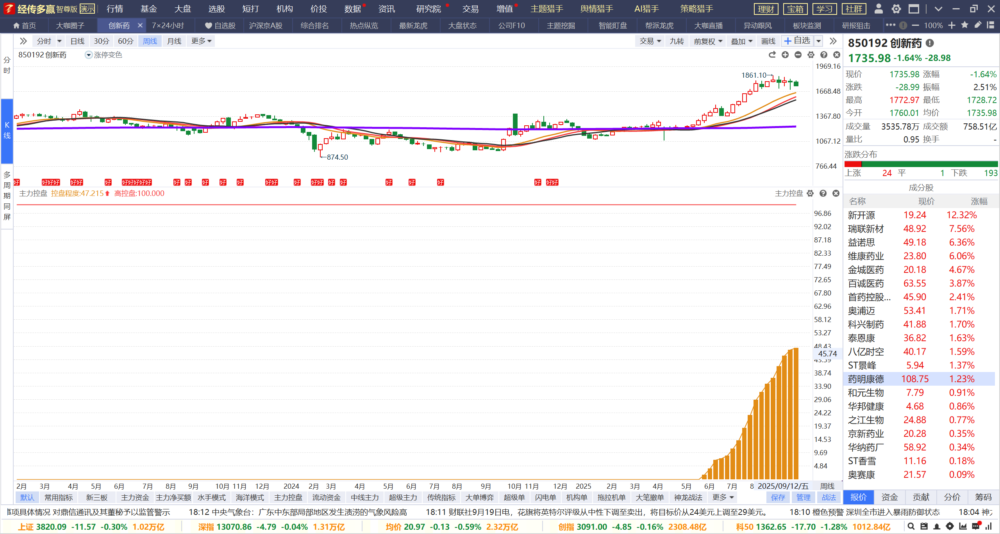 经传多赢 智尊版 演示 行情 基金 大盘 选股 短打 机构 价投 数据 资讯 研究院 交易 增值 主题猎手 舆情猎手 AI猎手 策略猎手 理财 宝箱 学习 社群
首页 大咖圈子 创新药 7×24小时 自选股 沪深京A股 综合排名 热点纵览 最新龙虎 大盘状态 公司F10 主题挖掘 智能盯盘 帮派龙虎 大咖直播 异动跟风 板块监测 研报狙击 100%
分时 日线 30分 60分 周线 月线 更多 交易 九转 前复权 叠加 画线 自选
分时
K线
多周期同屏
850192 创新药 涨停变色
1969.16
1861.10→
1668.48
1367.80
1067.12
←874.50
766.44
好 好好好 好好 好 好好好好好 好 好 好 好 好 好好 好 好好 好 好 好 好 好 好 好好
主力控盘 控盘程度:47.215 高控盘:100.000 主力控盘
96.86
92.02
87.18
82.33
77.49
72.65
67.80
62.96
58.12
53.27
48.43
45.74
38.74
33.90
29.06
24.22
19.37
14.53
9.69
4.84
2月 3月 4月 5月 6月 7月 8月 9月 10月 11月 12月 2024 2月 3月 4月 5月 6月 7月 8月 9月 10月 11月 12月 2025 2月 3月 4月 5月 6月 7月 8 2025/09/12/五 周线
默认 常用指标 新三板 主力资金 主力净买额 水手模式 海洋模式 主力控盘 流动资金 中线主力 超级主力 传统指标 大单博弈 超级单 闪电单 机构单 拖拉机单 大笔撤单 神龙战法 更多 保存 管理 战法
850192 创新药
1735.98 -1.64% -28.98
现价 1735.98 涨幅 -1.64%
涨跌 -28.99 振幅 2.51%
最高 1772.97 最低 1728.72
今开 1760.01 均价 1735.98
成交量 3535.78万 成交额 758.51亿
量比 0.95 换手 -
涨跌分布
上涨 24 平 1 下跌 193
成分股
名称 现价 涨幅
新开源 19.24 12.32%
瑞联新材 48.92 7.56%
益诺思 49.18 6.36%
维康药业 23.80 6.06%
金城医药 20.18 4.67%
百诚医药 63.55 3.87%
首药控股... 45.90 2.41%
奥浦迈 53.41 1.71%
科兴制药 41.88 1.70%
泰恩康 36.82 1.63%
八亿时空 40.17 1.59%
ST景峰 5.94 1.37%
药明康德 108.75 1.23%
和元生物 7.79 0.91%
华邦健康 4.68 0.86%
之江生物 24.88 0.77%
京新药业 20.28 0.35%
华纳药厂 58.92 0.34%
ST香雪 11.16 0.18%
奥赛康 21.57 0.09%
报价 资金 贡献 分价 筹码
事项具体情况 对鼎信通讯及其董秘予以监管警示 18:12 中央气象台：广东中东部局部地区发生渍涝的气象风险高 18:11 财联社9月19日电，花旗将英特尔评级从中性下调至卖出，将目标价从24美元上调至29美元。 18:10 橙色预警 深圳全市进入暴雨防御状态 18:04
上证 3820.09 -11.57 -0.30% 1.02万亿 深指 13070.86 -4.79 -0.04% 1.31万亿 均价 20.97 -0.13 -0.59% 2.32万亿 创指 3091.00 -4.85 -0.16% 2308.48亿 科50 1362.65 -17.70 -1.28% 1012.84亿